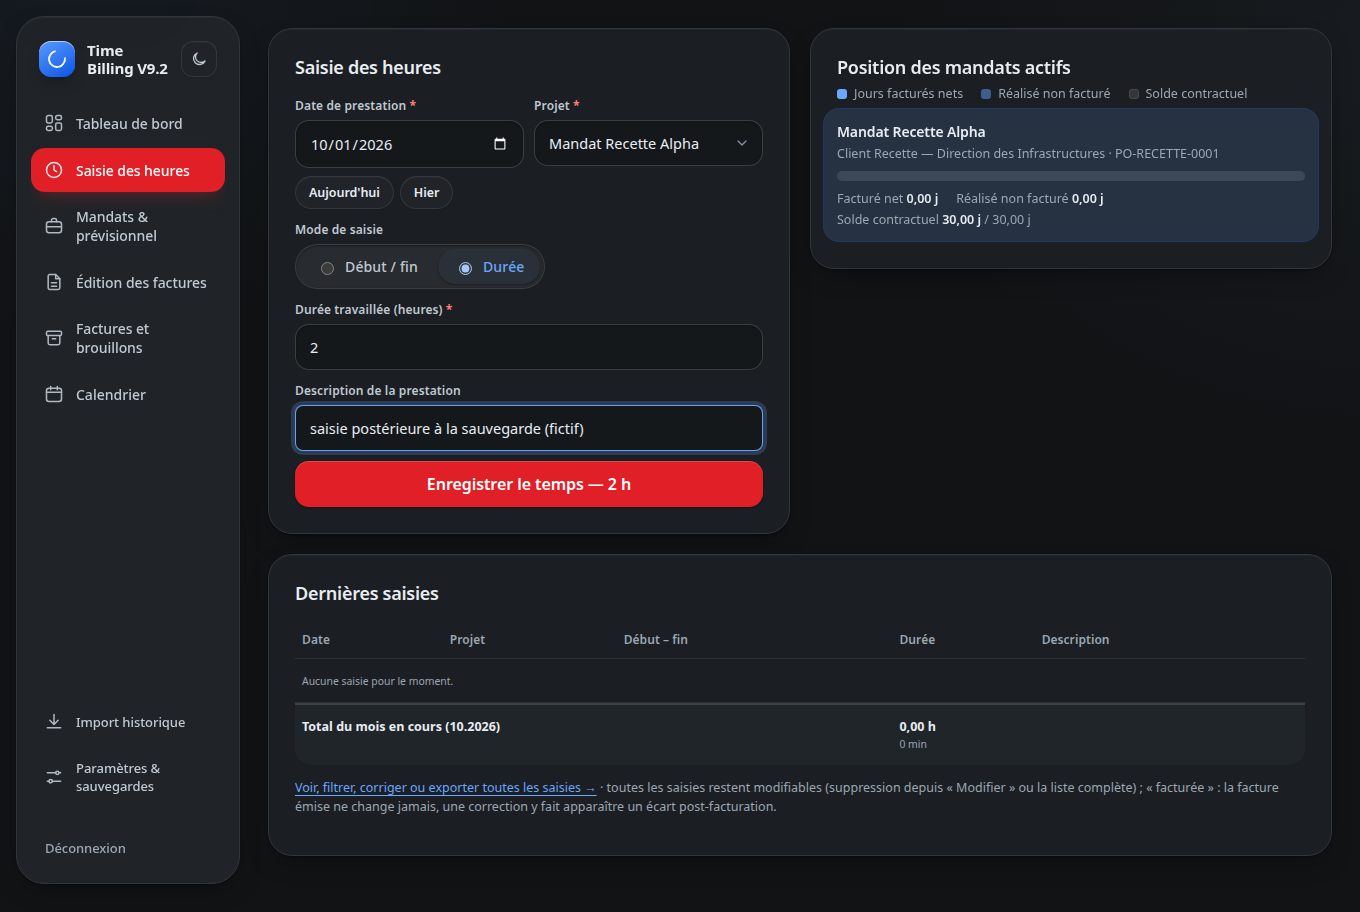 Time
Billing V9.2
Tableau de bord
Saisie des heures
Mandats &
prévisionnel
Édition des factures
Factures et
brouillons
Calendrier
Import historique
Paramètres &
sauvegardes
Déconnexion
Saisie des heures
Date de prestation *
Projet *
10/01/2026
Mandat Recette Alpha
Aujourd'hui
Hier
Mode de saisie
Début / fin
Durée
Durée travaillée (heures) *
2
Description de la prestation
saisie postérieure à la sauvegarde (fictif)
Enregistrer le temps — 2 h
Position des mandats actifs
Jours facturés nets
Réalisé non facturé
Solde contractuel
Mandat Recette Alpha
Client Recette — Direction des Infrastructures · PO-RECETTE-0001
Facturé net 0,00 j
Réalisé non facturé 0,00 j
Solde contractuel 30,00 j / 30,00 j
Dernières saisies
Date
Projet
Début – fin
Durée
Description
Aucune saisie pour le moment.
Total du mois en cours (10.2026)
0,00 h
0 min
Voir, filtrer, corriger ou exporter toutes les saisies → · toutes les saisies restent modifiables (suppression depuis « Modifier » ou la liste complète) ; « facturée » : la facture
émise ne change jamais, une correction y fait apparaître un écart post-facturation.